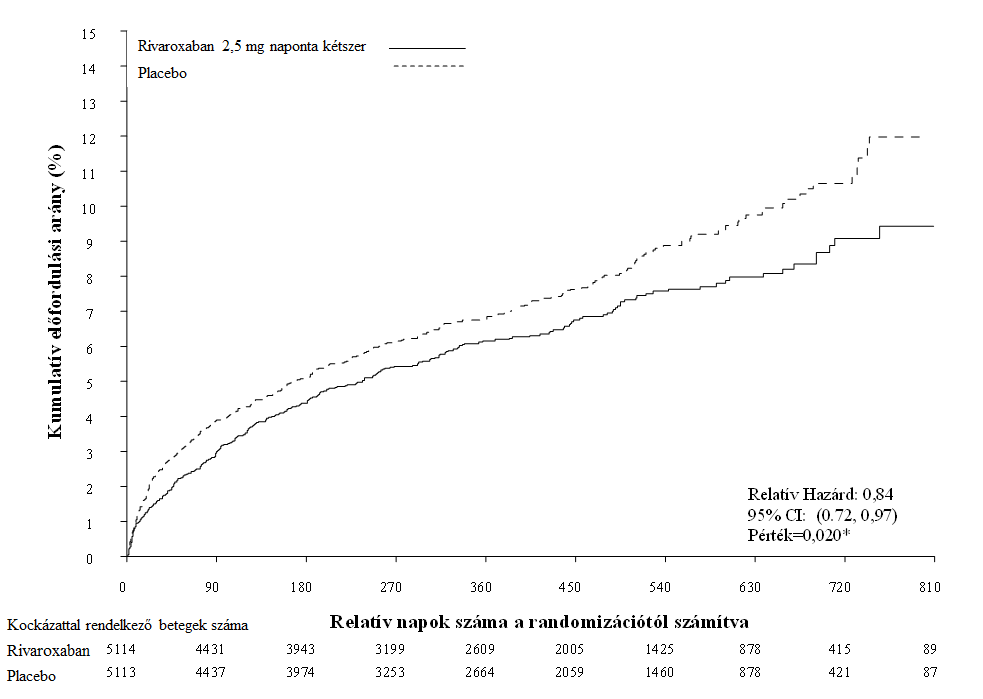 15
Rivaroxaban 2,5 mg naponta kétszer
14
Placebo
13
12
11
10
9
8
7
6
5
4
3
2
1
0
Kumulatív előfordulási arány (%)
Relatív Hazárd: 0,84
95% CI: (0.72, 0,97)
Pérték=0,020*
0 90 180 270 360 450 540 630 720 810
Relatív napok száma a randomizációtól számítva
Kockázattal rendelkező betegek száma
Rivaroxaban 5114 4431 3943 3199 2609 2005 1425 878 415 89
Placebo 5113 4437 3974 3253 2664 2059 1460 878 421 87